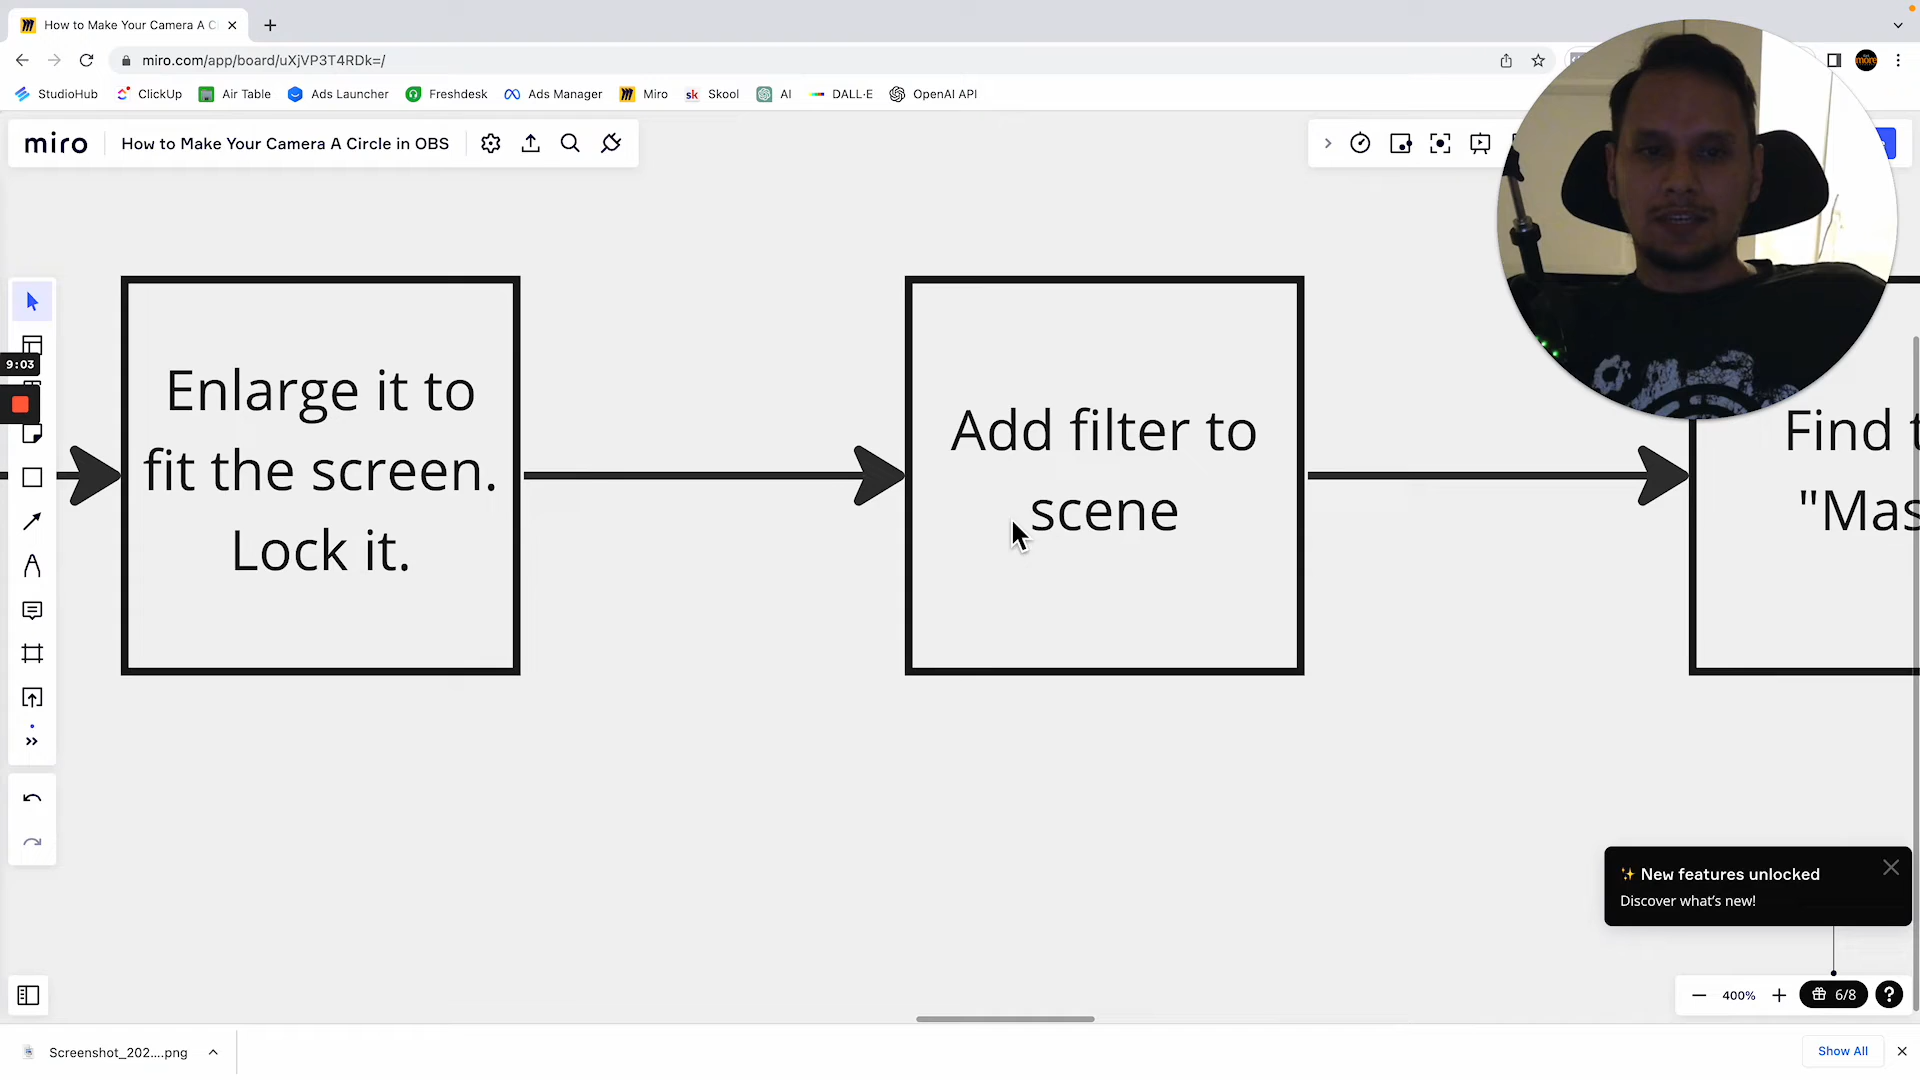 How to Make Your Camera A C
miro.com/app/board/uXjVP3T4RDk=/
StudioHub
ClickUp
Air Table
Ads Launcher
Freshdesk
Ads Manager
Miro
sk Skool
AI
DALL·E
OpenAI API
miro
How to Make Your Camera A Circle in OBS
9:03
Enlarge it to
fit the screen.
Lock it.
Add filter to
scene
Find
"Mas
✨ New features unlocked
Discover what's new!
400%
6/8
?
Screenshot_202....png
Show All